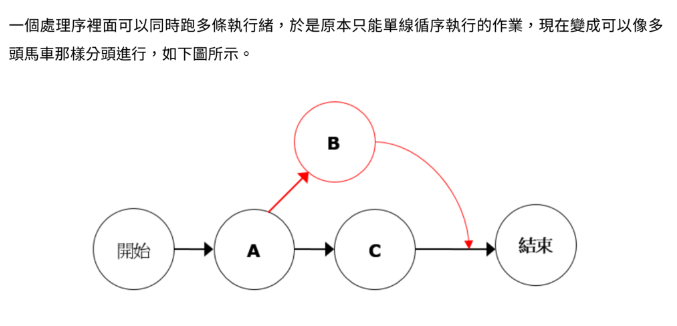 一個處理序裡面可以同時跑多條執行緒，於是原本只能單線循序執行的作業，現在變成可以像多
頭馬車那樣分頭進行，如下圖所示。
B
開始
A
C
結束